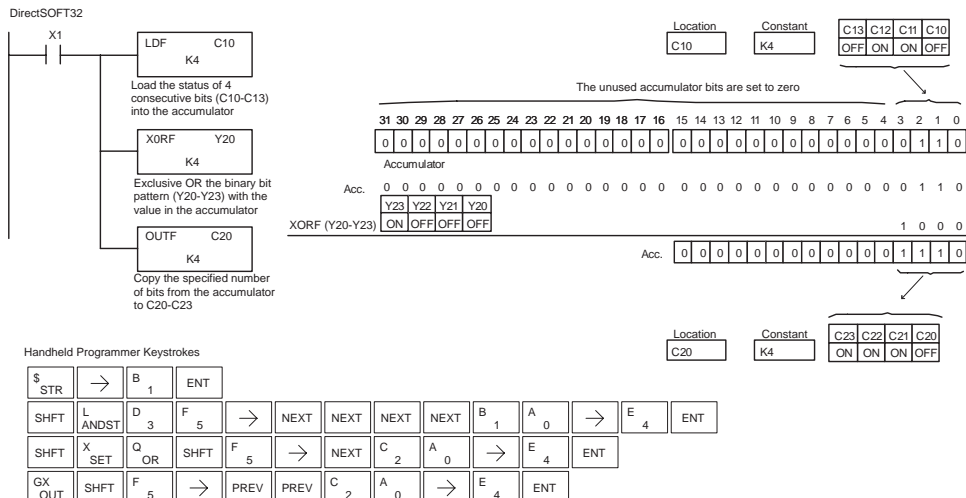 DirectSOFT32
X1
LDF C10
K4
Load the status of 4
consecutive bits (C10-C13)
into the accumulator
X0RF Y20
K4
Exclusive OR the binary bit
pattern (Y20-Y23) with the
value in the accumulator
OUTF C20
K4
Copy the specified number
of bits from the accumulator
to C20-C23
Location Constant
C10 K4
C13 C12 C11 C10
OFF ON ON OFF
The unused accumulator bits are set to zero
31 30 29 28 27 26 25 24 23 22 21 20 19 18 17 16 15 14 13 12 11 10 9 8 7 6 5 4 3 2 1 0
0 0 0 0 0 0 0 0 0 0 0 0 0 0 0 0 0 0 0 0 0 0 0 0 0 0 0 0 0 1 1 0
Accumulator
Acc. 0 0 0 0 0 0 0 0 0 0 0 0 0 0 0 0 0 0 0 0 0 0 0 0 0 0 0 0 0 1 1 0
Y23 Y22 Y21 Y20
XORF (Y20-Y23) ON OFF OFF OFF 1 0 0 0
Acc. 0 0 0 0 0 0 0 0 0 0 0 0 1 1 1 0
Location Constant
C20 K4
C23 C22 C21 C20
ON ON ON OFF
Handheld Programmer Keystrokes
$ STR → B 1 ENT
SHFT L ANDST D 3 F 5 → NEXT NEXT NEXT NEXT B 1 A 0 → E 4 ENT
SHFT X SET Q OR SHFT F 5 → NEXT C 2 A 0 → E 4 ENT
GX OUT SHFT F 5 → PREV PREV C 2 A 0 → E 4 ENT